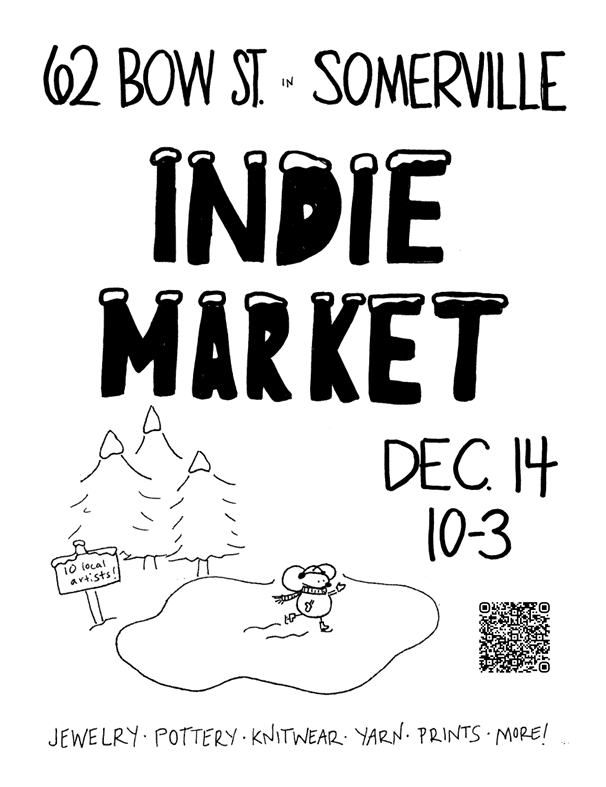 62 BOW ST. IN SOMERVILLE
INDIE
MARKET
DEC. 14
10-3
10 local
artists!
JEWELRY · POTTERY · KNITWEAR · YARN · PRINTS · MORE!